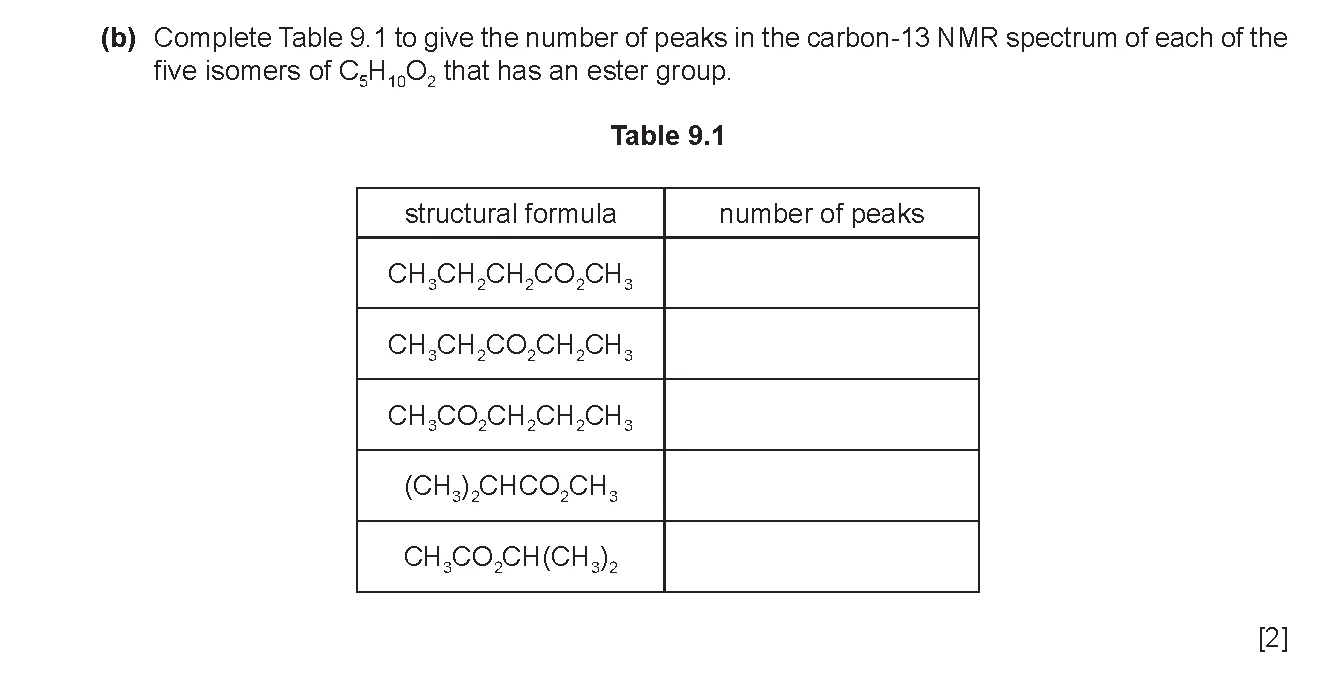 (b) Complete Table 9.1 to give the number of peaks in the carbon-13 NMR spectrum of each of the
five isomers of C₅H₁₀O₂ that has an ester group.
Table 9.1
structural formula number of peaks
CH₃CH₂CH₂CO₂CH₃
CH₃CH₂CO₂CH₂CH₃
CH₃CO₂CH₂CH₂CH₃
(CH₃)₂CHCO₂CH₃
CH₃CO₂CH(CH₃)₂
[2]